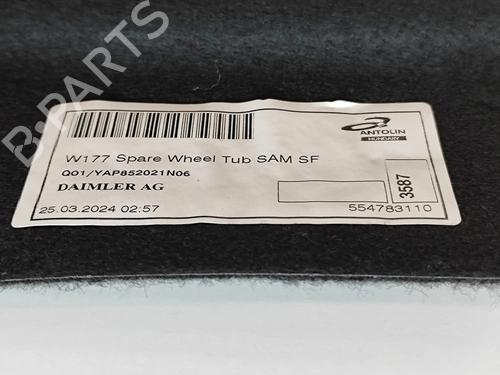 B-PARTS
ANTOLIN
HUNGARY
W177 Spare Wheel Tub SAM SF
Q01/YAP852021N06
DAIMLER AG
3587
25.03.2024 02:57
554783110